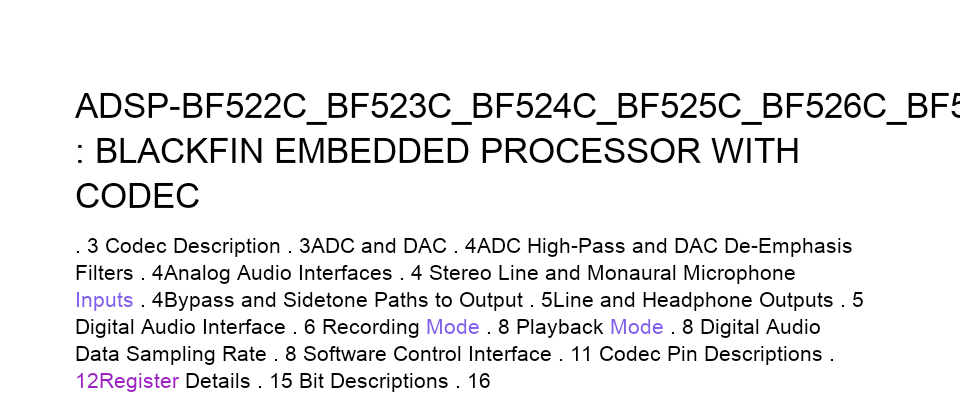 ADSP-BF522C_BF523C_BF524C_BF525C_BF526C_BF5
: BLACKFIN EMBEDDED PROCESSOR WITH
CODEC
. 3 Codec Description . 3ADC and DAC . 4ADC High-Pass and DAC De-Emphasis
Filters . 4Analog Audio Interfaces . 4 Stereo Line and Monaural Microphone
Inputs . 4Bypass and Sidetone Paths to Output . 5Line and Headphone Outputs . 5
Digital Audio Interface . 6 Recording Mode . 8 Playback Mode . 8 Digital Audio
Data Sampling Rate . 8 Software Control Interface . 11 Codec Pin Descriptions .
12Register Details . 15 Bit Descriptions . 16